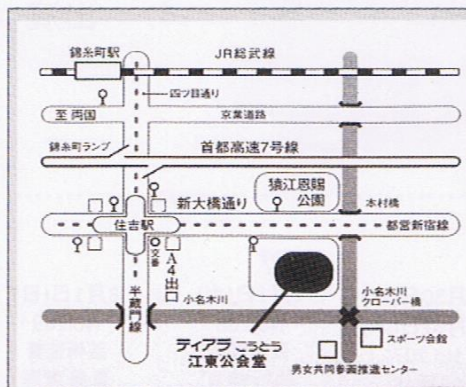 錦糸町駅
JR総武線
四ツ目通り
至 両国
京葉道路
錦糸町ランプ
首都高速7号線
猿江恩賜
公園
新大橋通り
本村橋
住吉駅
都営新宿線
交番
A4出口
半蔵門線
小名木川
小名木川
クローバー橋
ティアラ こうとう
江東公会堂
スポーツ会館
男女共同参画推進センター